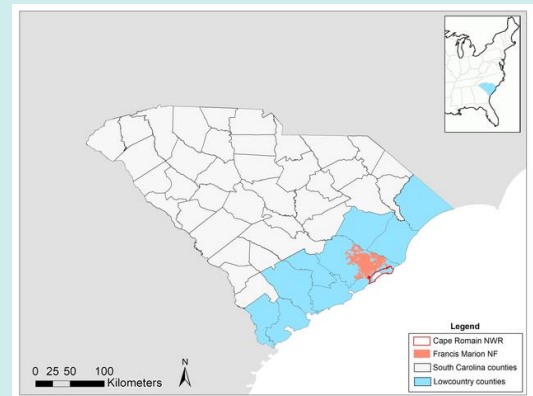 Legend
Cape Romain NWR
Francis Marion NF
South Carolina counties
Lowcountry counties
0 25 50 100
Kilometers
N